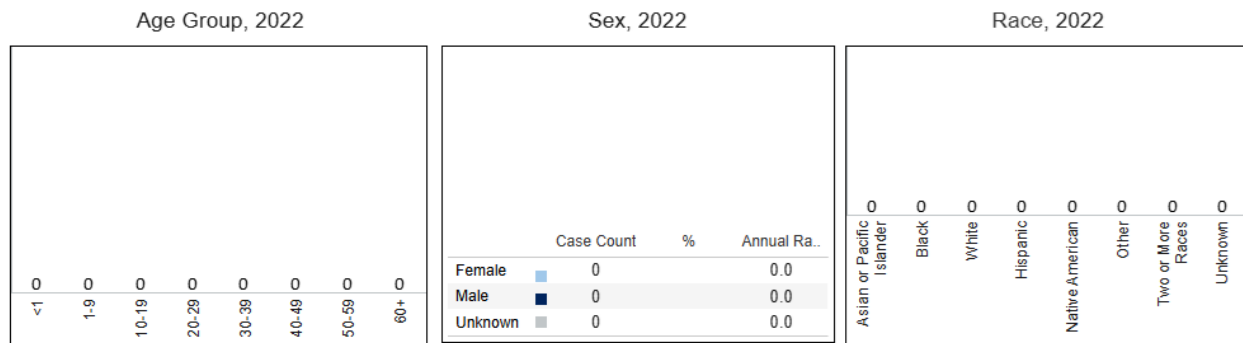 Age Group, 2022
0 0 0 0 0 0 0 0
<1 1-9 10-19 20-29 30-39 40-49 50-59 60+
Sex, 2022
Case Count % Annual Ra..
Female 0 0.0
Male 0 0.0
Unknown 0 0.0
Race, 2022
0 0 0 0 0 0 0 0
Asian or Pacific
Islander
Black
White
Hispanic
Native American
Other
Two or More
Races
Unknown